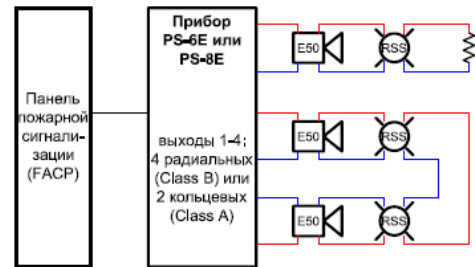 Панель
пожарной
сигнали-
зации
(FACP)
Прибор
PS-6E или
PS-8E
выходы 1-4:
4 радиальных
(Class B) или
2 кольцевых
(Class A)
E50
RSS
E50
RSS
E50
RSS